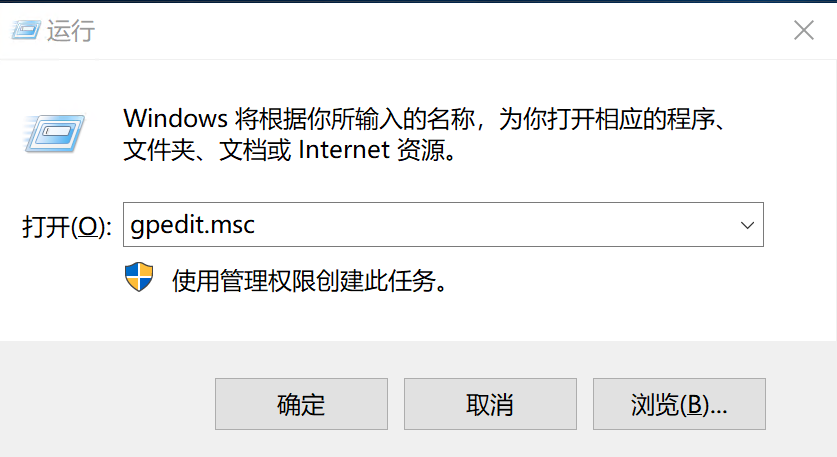 运行
Windows 将根据你所输入的名称，为你打开相应的程序、
文件夹、文档或 Internet 资源。
打开(O): gpedit.msc
使用管理权限创建此任务。
确定 取消 浏览(B)...